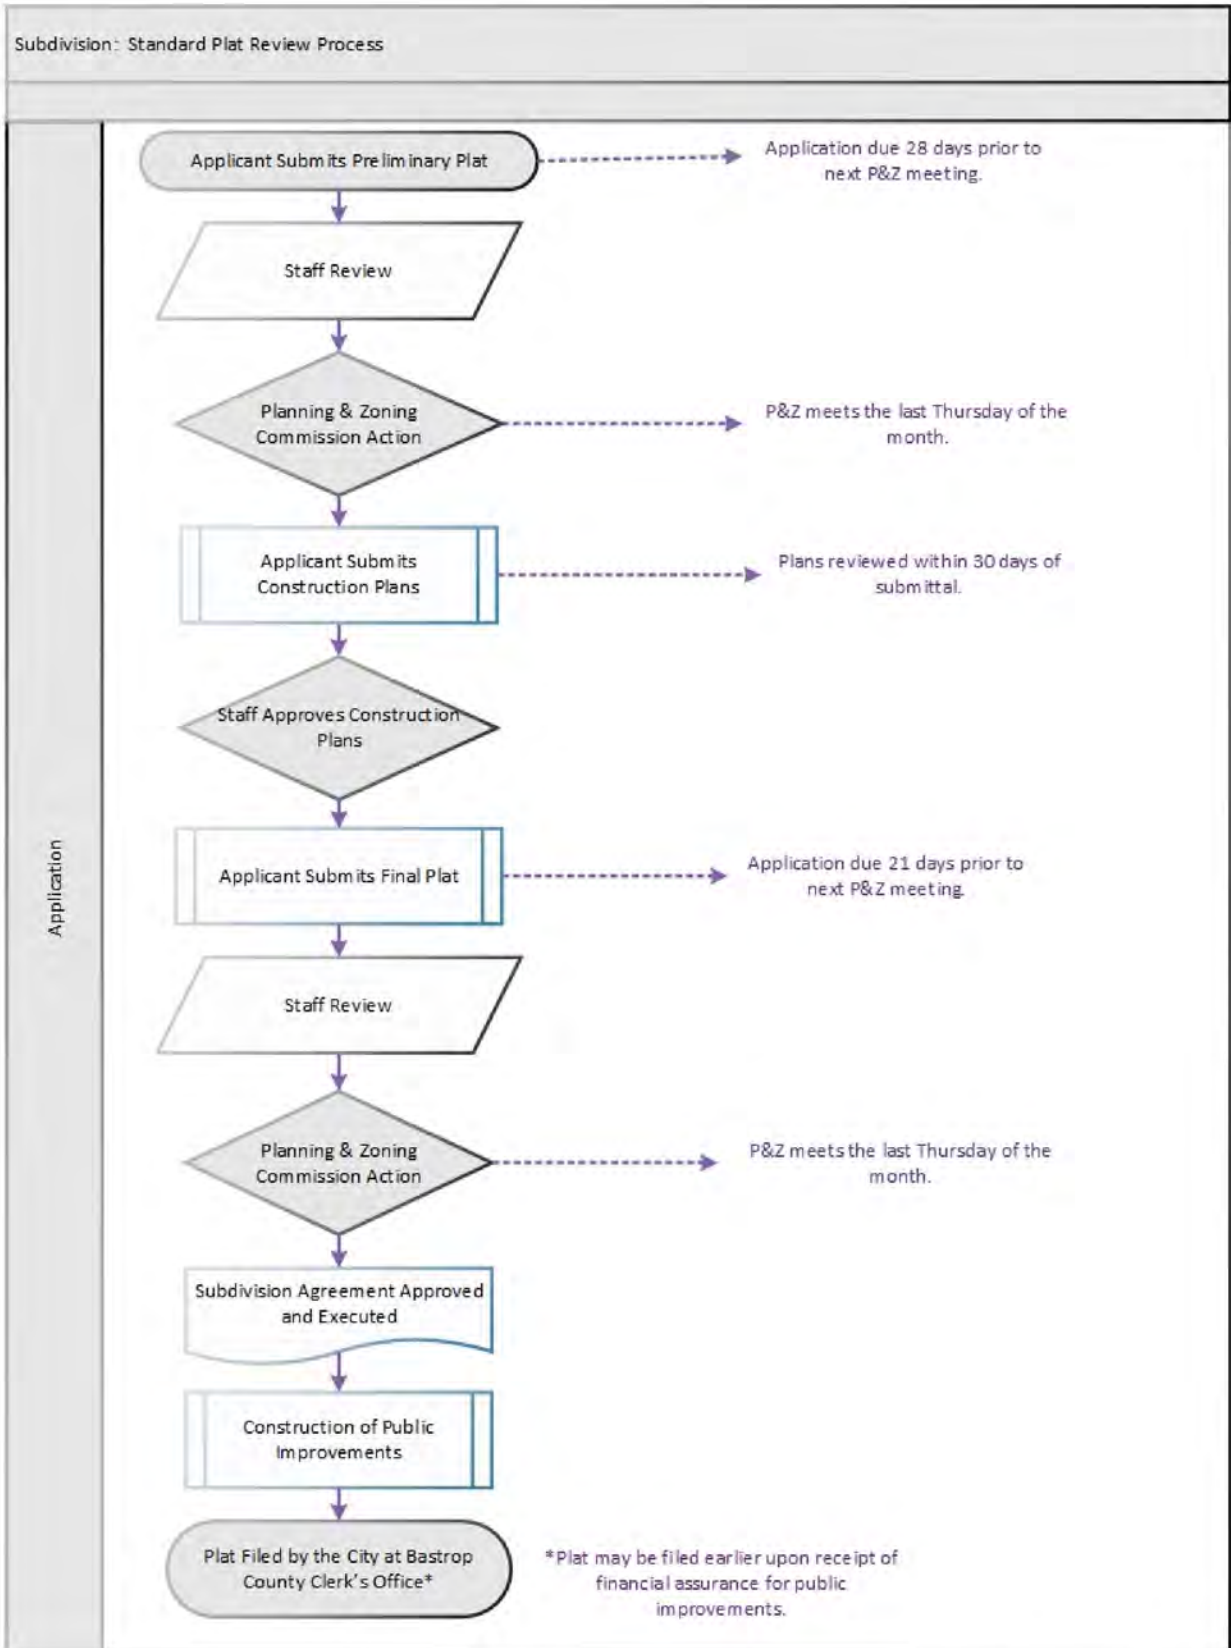 Subdivision: Standard Plat Review Process
Application
Applicant Submits Preliminary Plat
Application due 28 days prior to
next P&Z meeting.
Staff Review
Planning & Zoning
Commission Action
P&Z meets the last Thursday of the
month.
Applicant Submits
Construction Plans
Plans reviewed within 30 days of
submittal.
Staff Approves Construction
Plans
Applicant Submits Final Plat
Application due 21 days prior to
next P&Z meeting.
Staff Review
Planning & Zoning
Commission Action
P&Z meets the last Thursday of the
month.
Subdivision Agreement Approved
and Executed
Construction of Public
Improvements
Plat Filed by the City at Bastrop
County Clerk's Office*
*Plat may be filed earlier upon receipt of
financial assurance for public
improvements.